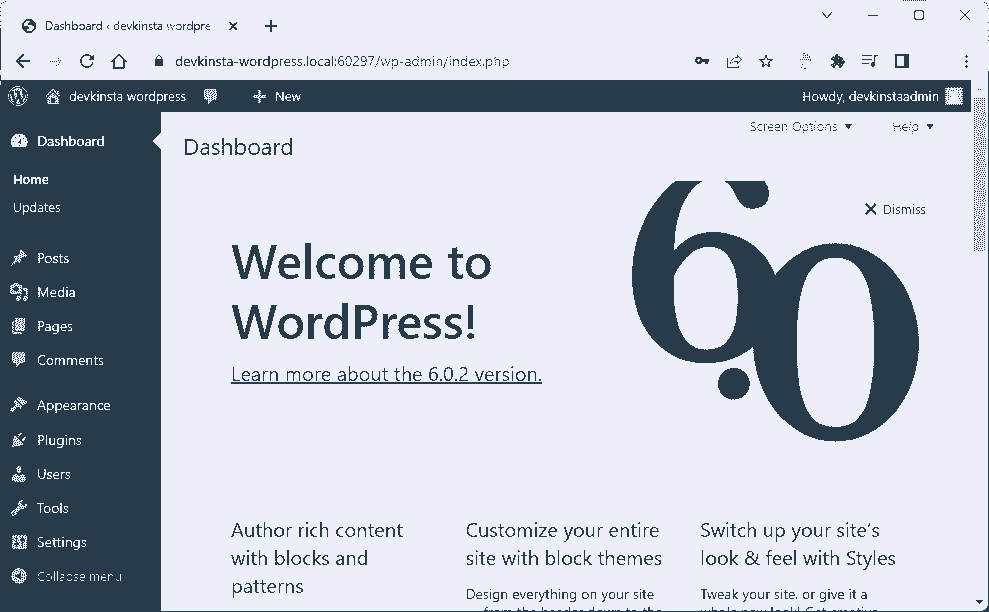 Dashboard ‹ devkinsta wordpre
devkinsta-wordpress.local:60297/wp-admin/index.php
devkinsta wordpress
New
Howdy, devkinstaadmin
Screen Options
Help
Dashboard
Dashboard
Home
Updates
Posts
Media
Pages
Comments
Appearance
Plugins
Users
Tools
Settings
Collapse menu
6.0
Dismiss
Welcome to
WordPress!
Learn more about the 6.0.2 version.
Author rich content
with blocks and
patterns
Customize your entire
site with block themes
Design everything on your site
Switch up your site's
look & feel with Styles
Tweak your site, or give it a